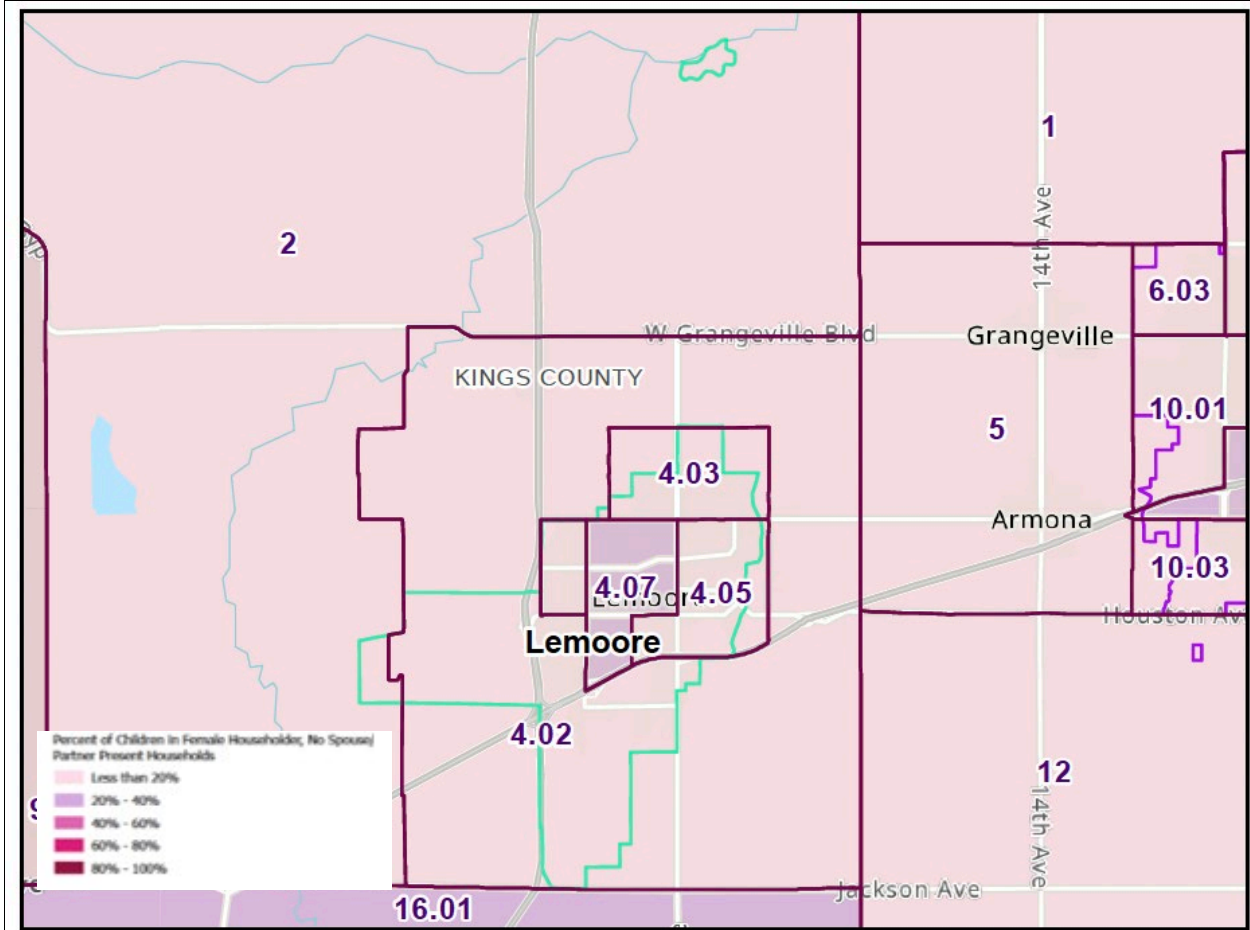 1
14th Ave
2
6.03
W Grangeville Blvd
Grangeville
KINGS COUNTY
10.01
5
4.03
Armona
10.03
4.07
4.05
Lemoore
Houston Av
Lemoore
4.02
Percent of Children in Female Householder, No Spouse/
Partner Present Households
Less than 20%
20% - 40%
40% - 60%
60% - 80%
80% - 100%
12
14th Ave
9
Jackson Ave
16.01